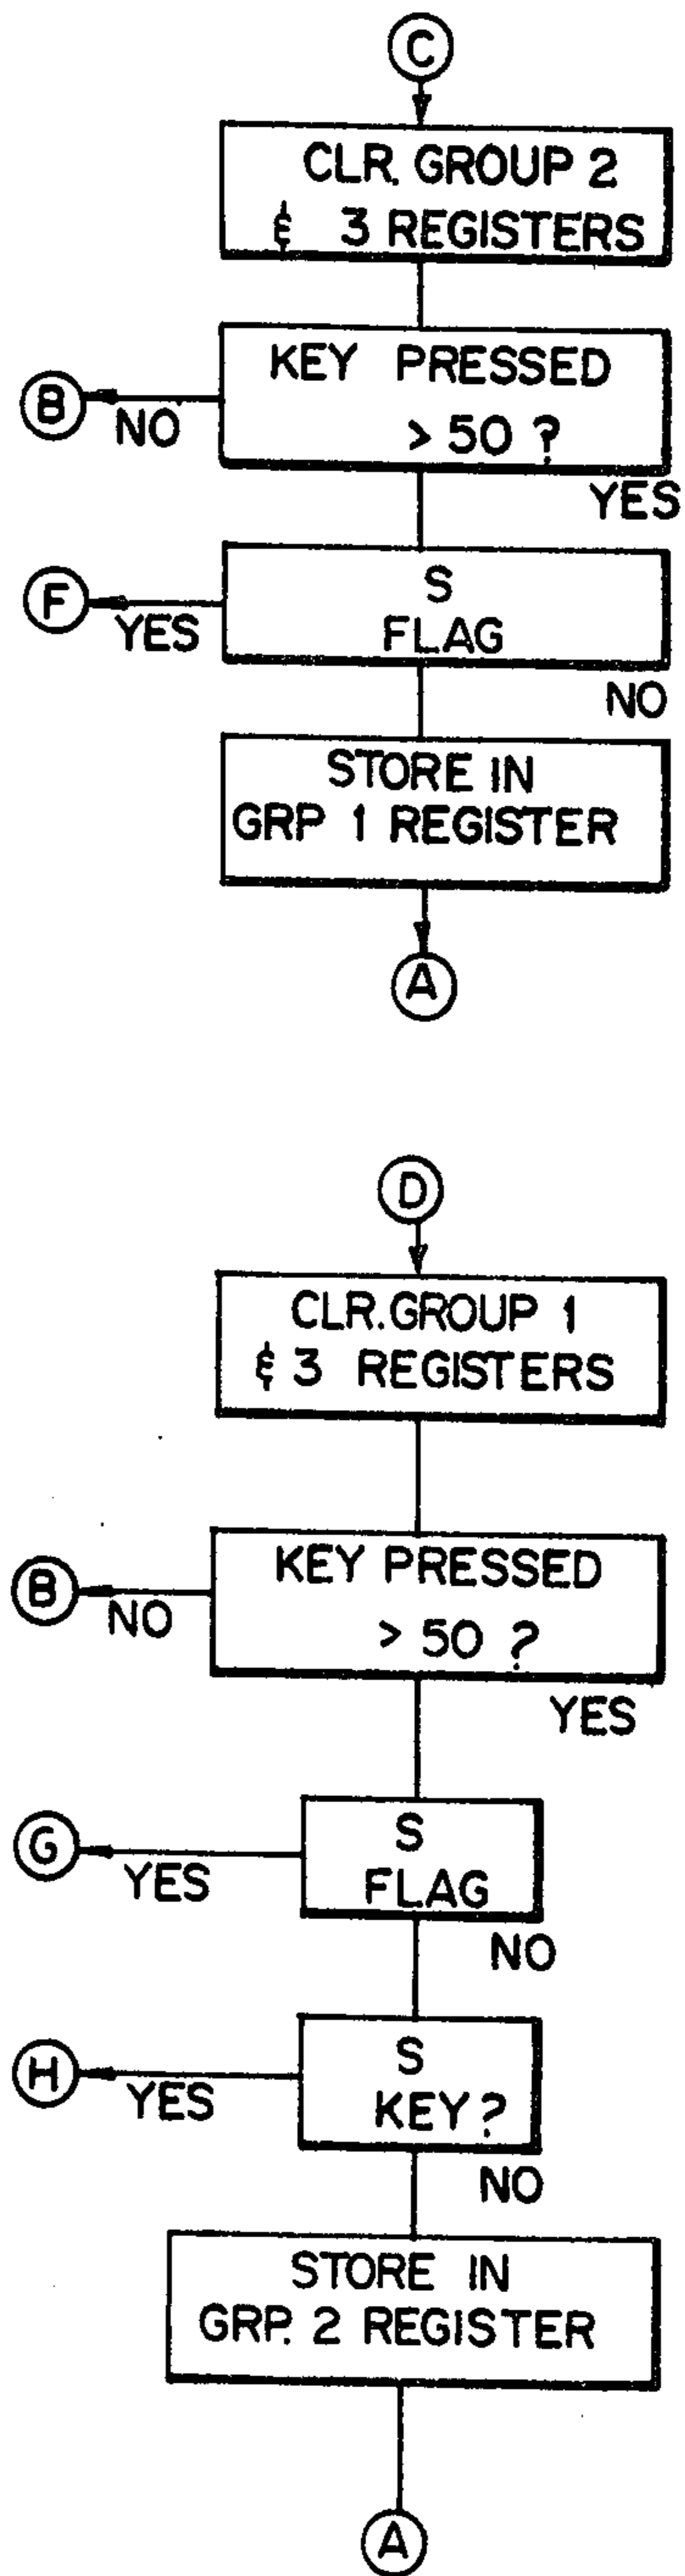 C
CLR. GROUP 2
& 3 REGISTERS
KEY PRESSED
> 50 ?
B
NO
YES
S
FLAG
F
YES
NO
STORE IN
GRP 1 REGISTER
A
D
CLR. GROUP 1
& 3 REGISTERS
KEY PRESSED
> 50 ?
B
NO
YES
S
FLAG
G
YES
NO
S
KEY?
H
YES
NO
STORE IN
GRP. 2 REGISTER
A